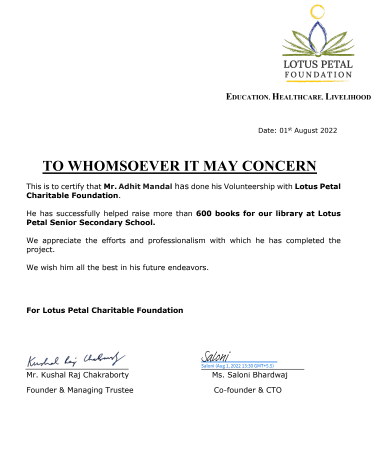 LOTUS PETAL
FOUNDATION
EDUCATION. HEALTHCARE. LIVELIHOOD
Date: 01st August 2022
TO WHOMSOEVER IT MAY CONCERN
This is to certify that Mr. Adhit Mandal has done his Volunteership with Lotus Petal
Charitable Foundation.
He has successfully helped raise more than 600 books for our library at Lotus
Petal Senior Secondary School.
We appreciate the efforts and professionalism with which he has completed the
project.
We wish him all the best in his future endeavors.
For Lotus Petal Charitable Foundation
Kushal Raj Chakraborty
Saloni
Saloni (Aug 1, 2022 13:38 GMT+5.5)
Mr. Kushal Raj Chakraborty
Ms. Saloni Bhardwaj
Founder & Managing Trustee
Co-founder & CTO